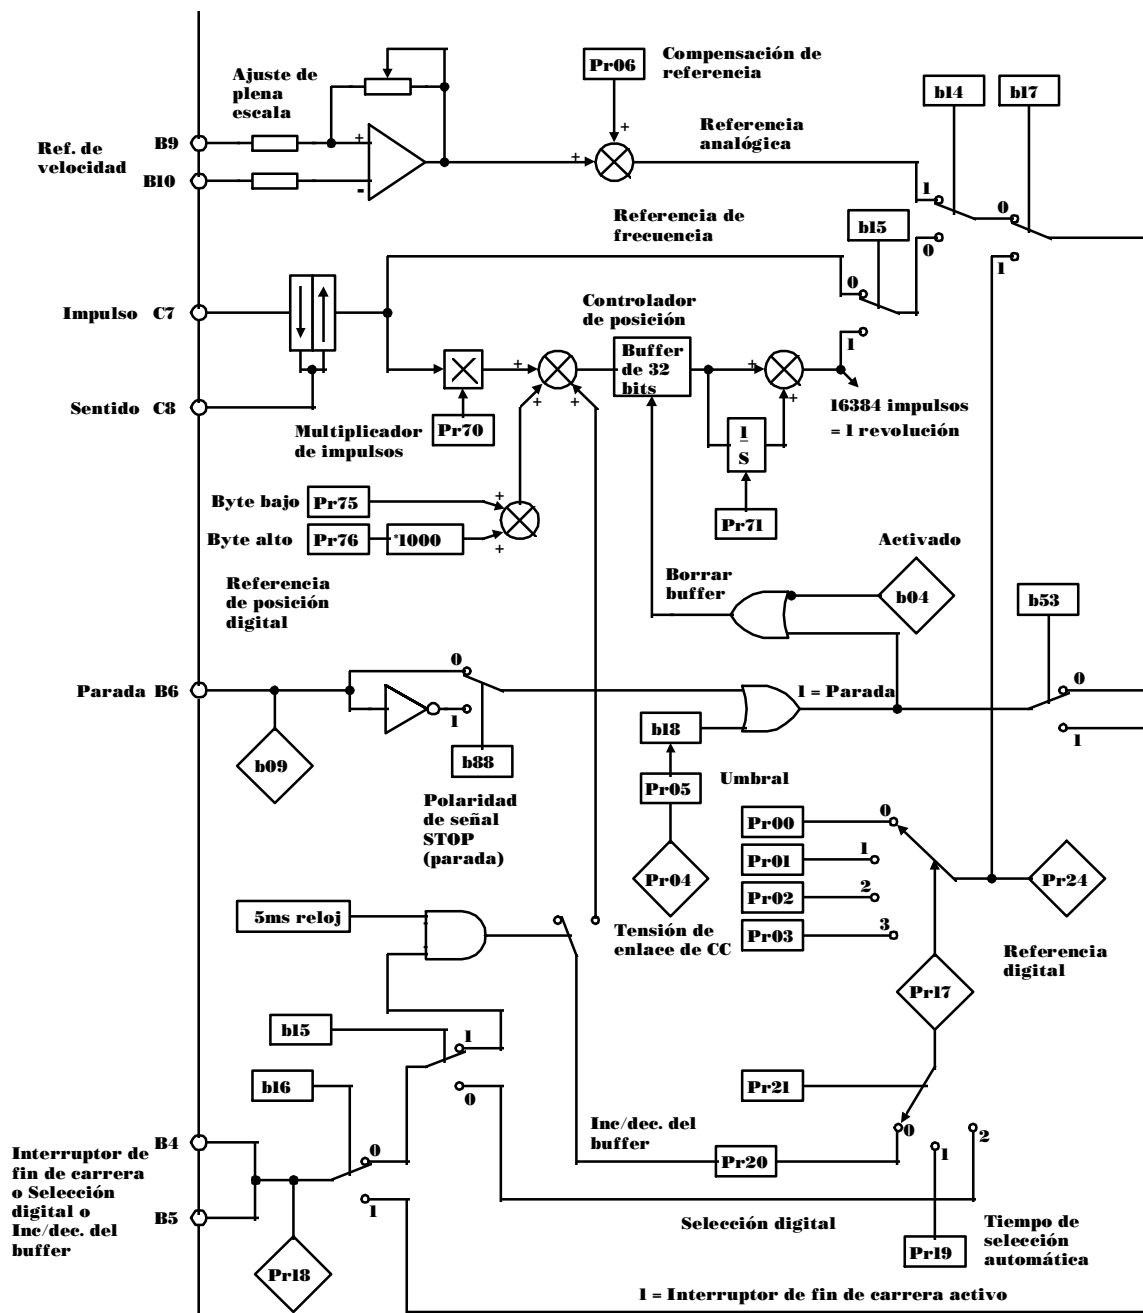 Pr06
Compensación de
referencia
Ajuste de
plena
escala
b14
b17
Ref. de
velocidad
B9
B10
+
-
+
+
Referencia
analógica
1
0
Referencia de
frecuencia
b15
0
1
Impulso C7
0
Controlador
de posición
Buffer
de 32
bits
1
+
+
+
+
+
16384 impulsos
= 1 revolución
Sentido C8
Multiplicador
de impulsos
Pr70
1
S
Pr71
Byte bajo
Pr75
+
Byte alto
Pr76
*1000
+
Activado
Referencia
de posición
digital
Borrar
buffer
b04
b53
Parada B6
0
1
1 = Parada
0
1
b09
b88
b18
Umbral
Pr05
Polaridad
de señal
STOP
(parada)
Pr00
0
Pr01
1
Pr04
Pr02
2
Pr24
Pr03
3
5ms reloj
Tensión de
enlace de CC
Referencia
digital
Pr17
b15
1
b16
0
Pr21
Inc/dec. del
buffer
0
1
2
B4
Interruptor de
fin de carrera
o Selección
digital o
Inc/dec. del
buffer
0
Pr20
1
B5
Selección digital
Tiempo de
selección
automática
Pr19
Pr18
1 = Interruptor de fin de carrera activo